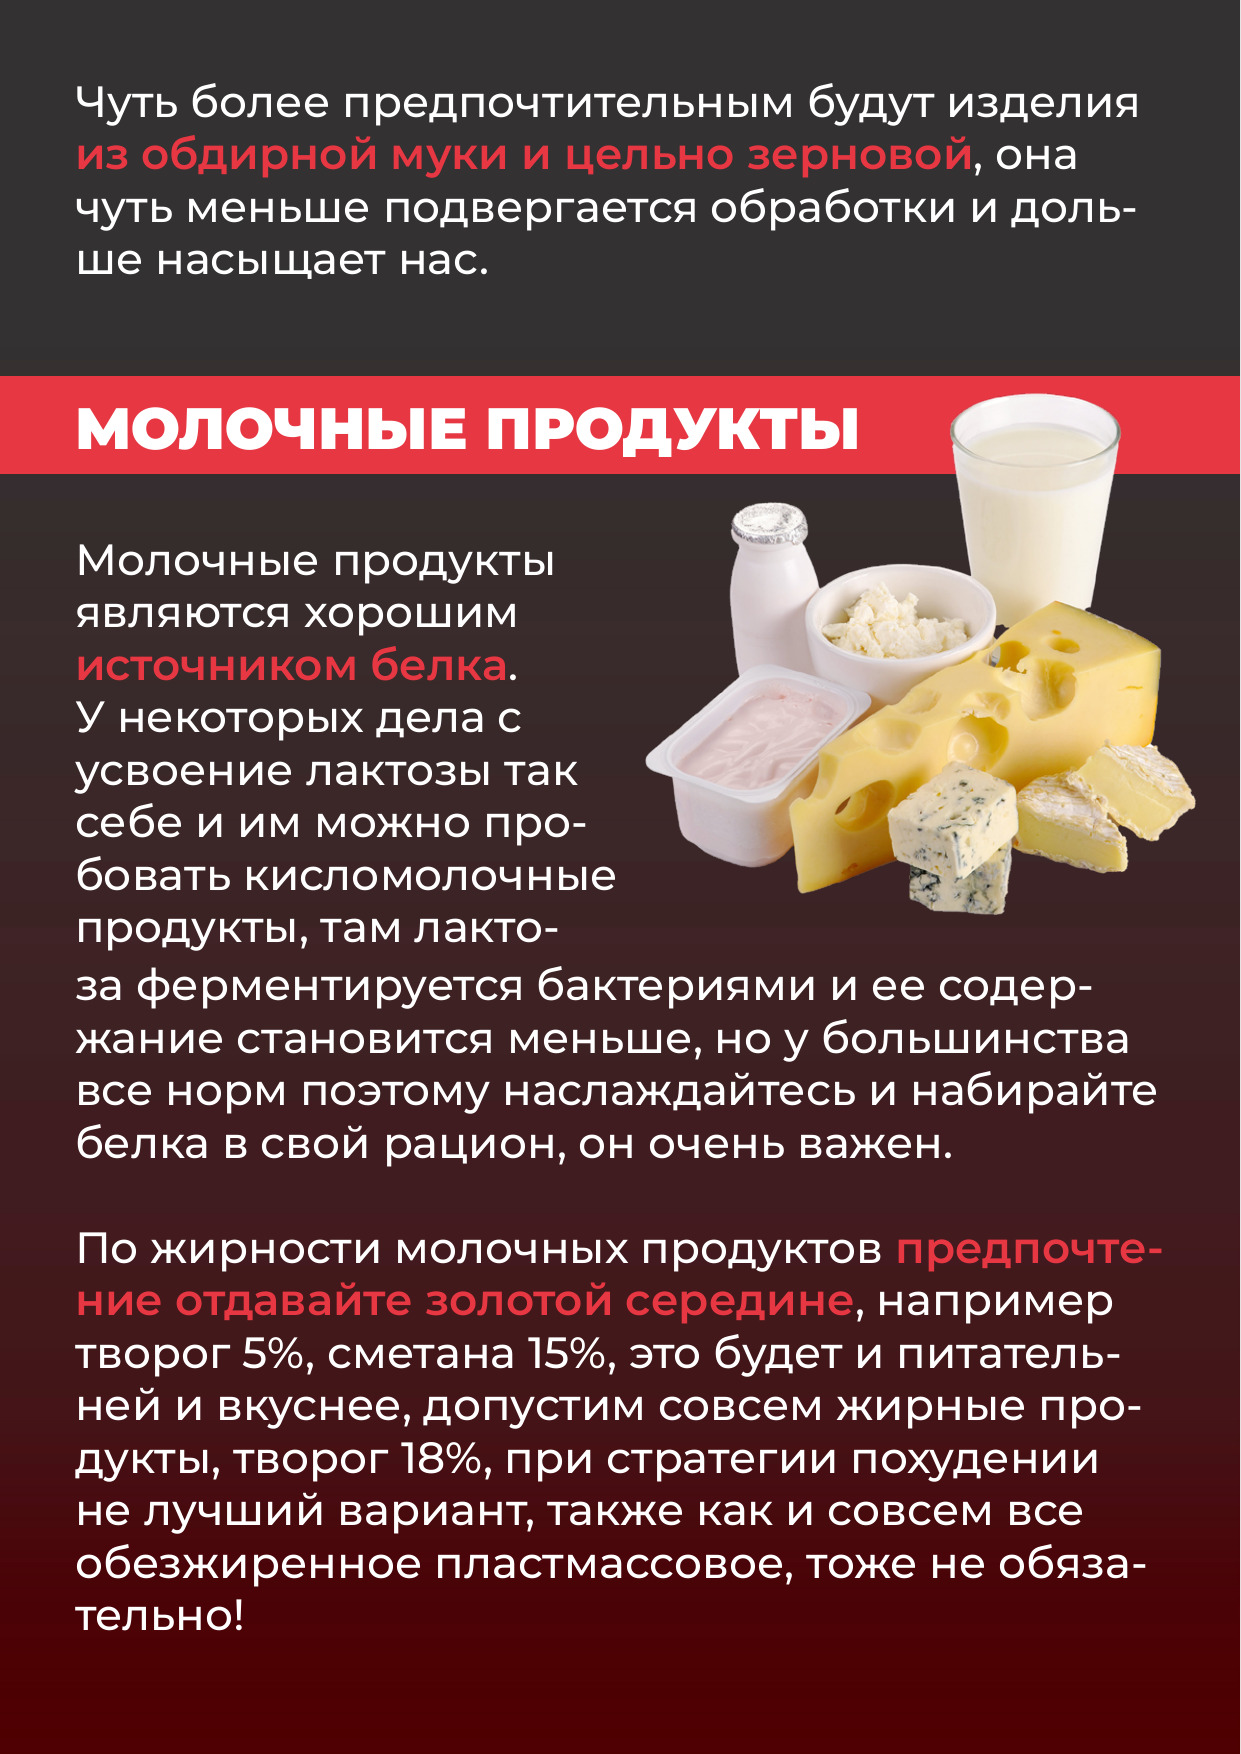 Чуть более предпочтительным будут изделия
из обдирной муки и цельно зерновой, она
чуть меньше подвергается обработки и доль-
ше насыщает нас.
МОЛОЧНЫЕ ПРОДУКТЫ
Молочные продукты
являются хорошим
источником белка.
У некоторых дела с
усвоение лактозы так
себе и им можно про-
бовать кисломолочные
продукты, там лакто-
за ферментируется бактериями и ее содер-
жание становится меньше, но у большинства
все норм поэтому наслаждайтесь и набирайте
белка в свой рацион, он очень важен.
По жирности молочных продуктов предпочте-
ние отдавайте золотой середине, например
творог 5%, сметана 15%, это будет и питатель-
ней и вкуснее, допустим совсем жирные про-
дукты, творог 18%, при стратегии похудении
не лучший вариант, также как и совсем все
обезжиренное пластмассовое, тоже не обяза-
тельно!